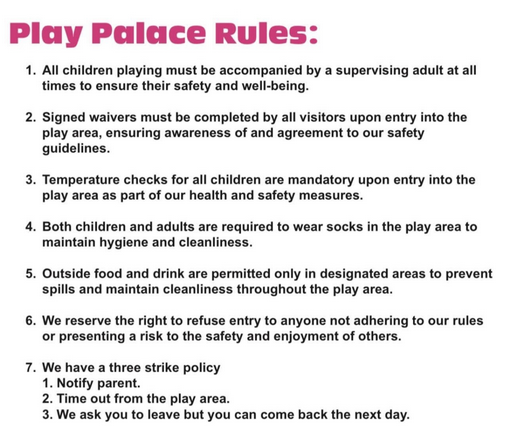 Play Palace Rules:
1. All children playing must be accompanied by a supervising adult at all
times to ensure their safety and well-being.
2. Signed waivers must be completed by all visitors upon entry into the
play area, ensuring awareness of and agreement to our safety
guidelines.
3. Temperature checks for all children are mandatory upon entry into the
play area as part of our health and safety measures.
4. Both children and adults are required to wear socks in the play area to
maintain hygiene and cleanliness.
5. Outside food and drink are permitted only in designated areas to prevent
spills and maintain cleanliness throughout the play area.
6. We reserve the right to refuse entry to anyone not adhering to our rules
or presenting a risk to the safety and enjoyment of others.
7. We have a three strike policy
1. Notify parent.
2. Time out from the play area.
3. We ask you to leave but you can come back the next day.